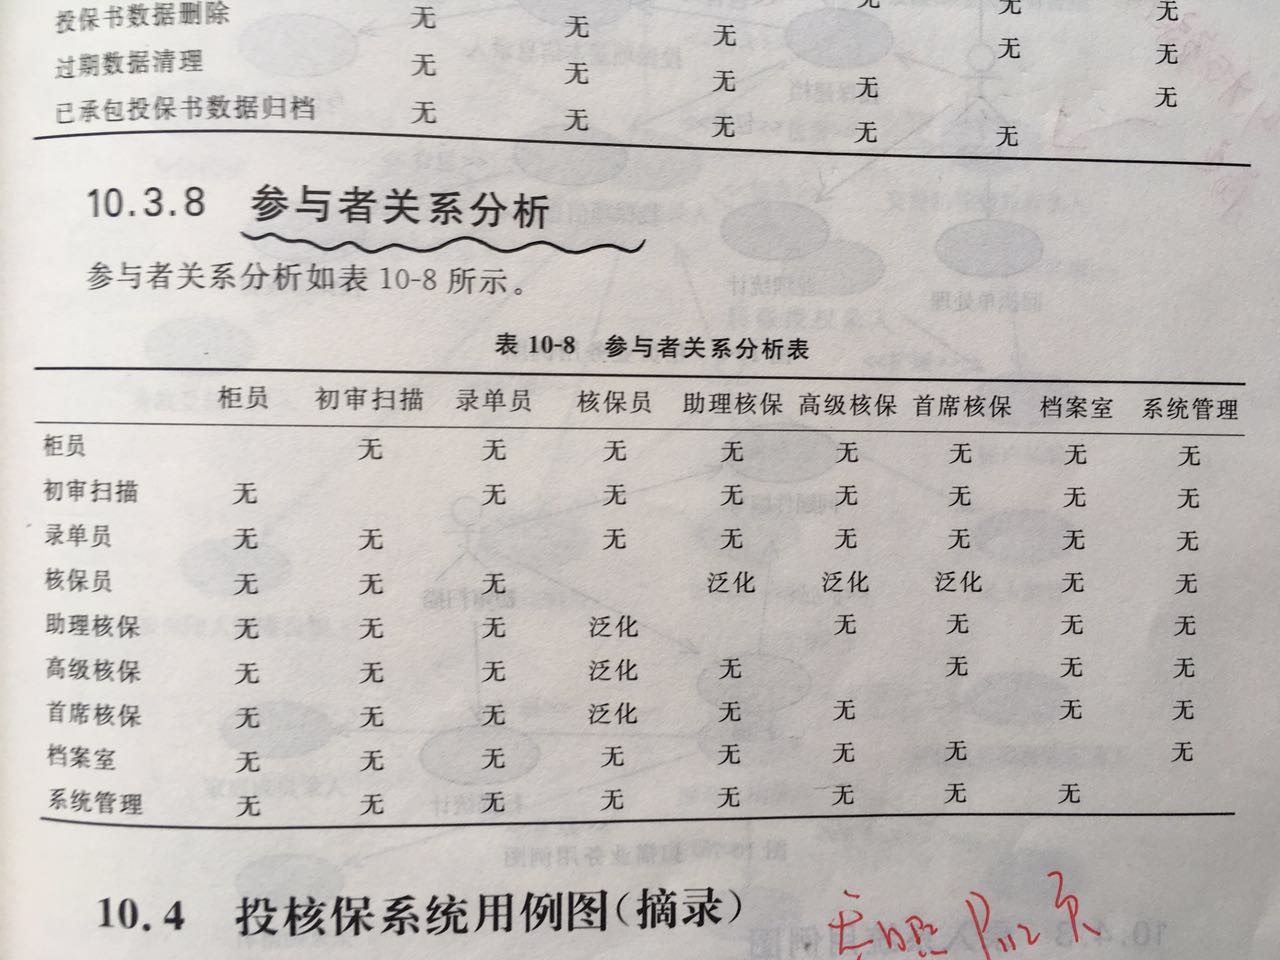 投保书数据删除 无 无 无 无 无 无
过期数据清理 无 无 无 无 无 无
已承包投保书数据归档 无 无 无 无 无 无
10.3.8 参与者关系分析
参与者关系分析如表 10-8 所示。
表 10-8 参与者关系分析表
柜员 初审扫描 录单员 核保员 助理核保 高级核保 首席核保 档案室 系统管理
柜员 无 无 无 无 无 无 无 无
初审扫描 无 无 无 无 无 无 无 无
录单员 无 无 无 无 无 无 无 无
核保员 无 无 无 泛化 泛化 泛化 无 无
助理核保 无 无 无 泛化 无 无 无 无
高级核保 无 无 无 泛化 无 无 无 无
首席核保 无 无 无 泛化 无 无 无 无
档案室 无 无 无 无 无 无 无 无
系统管理 无 无 无 无 无 无 无 无
10.4 投核保系统用例图(摘录)